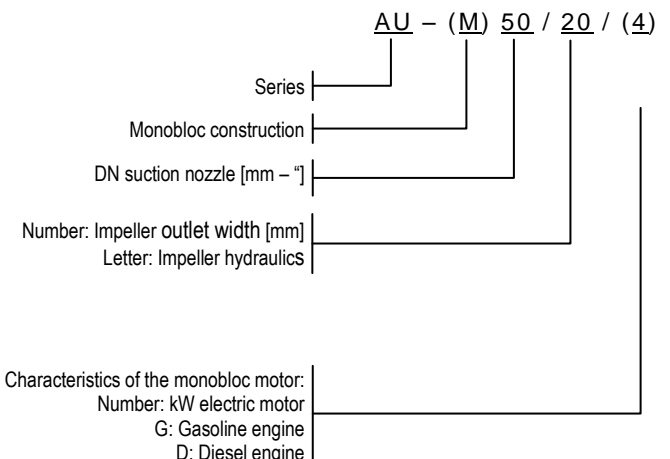 AU – (M) 50 / 20 / (4)
Series
Monobloc construction
DN suction nozzle [mm – “]
Number: Impeller outlet width [mm]
Letter: Impeller hydraulics
Characteristics of the monobloc motor:
Number: kW electric motor
G: Gasoline engine
D: Diesel engine